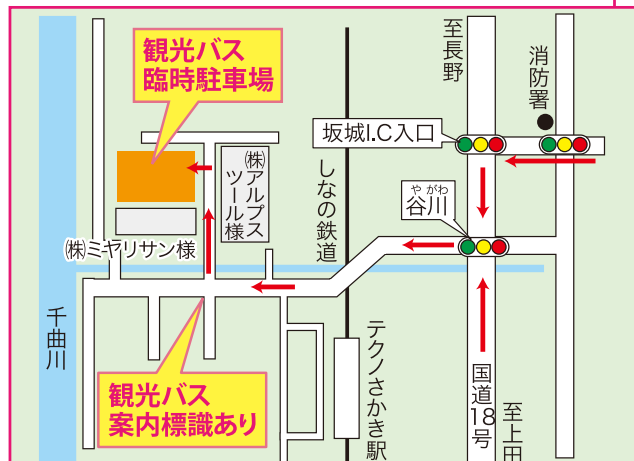 観光バス
臨時駐車場
至長野
消防署
坂城I.C入口
㈱アルプス
ツール様
しなの鉄道
やがわ
谷川
㈱ミヤリサン様
千曲川
観光バス
案内標識あり
テクノさかき駅
国道18号
至上田